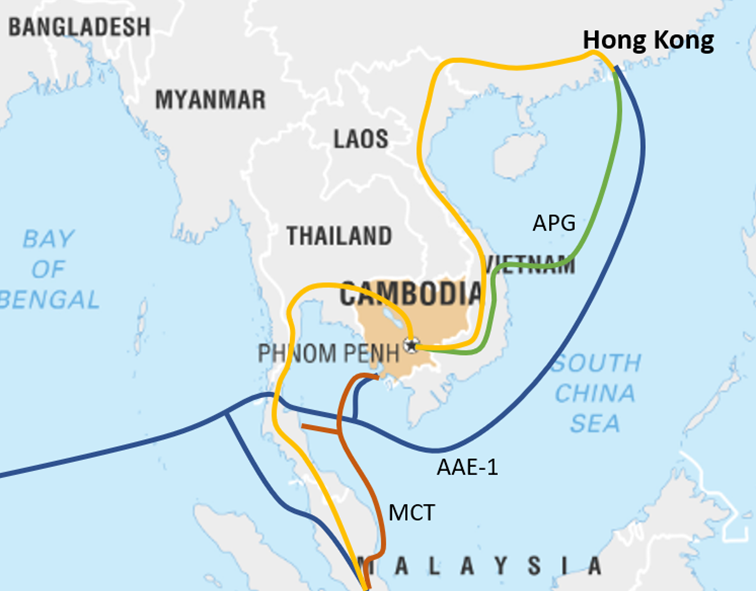 BANGLADESH
Hong Kong
MYANMAR
LAOS
APG
THAILAND
BAY
OF
BENGAL
VIETNAM
CAMBODIA
PHNOM PENH
SOUTH
CHINA
SEA
AAE-1
MCT
MALAYSIA